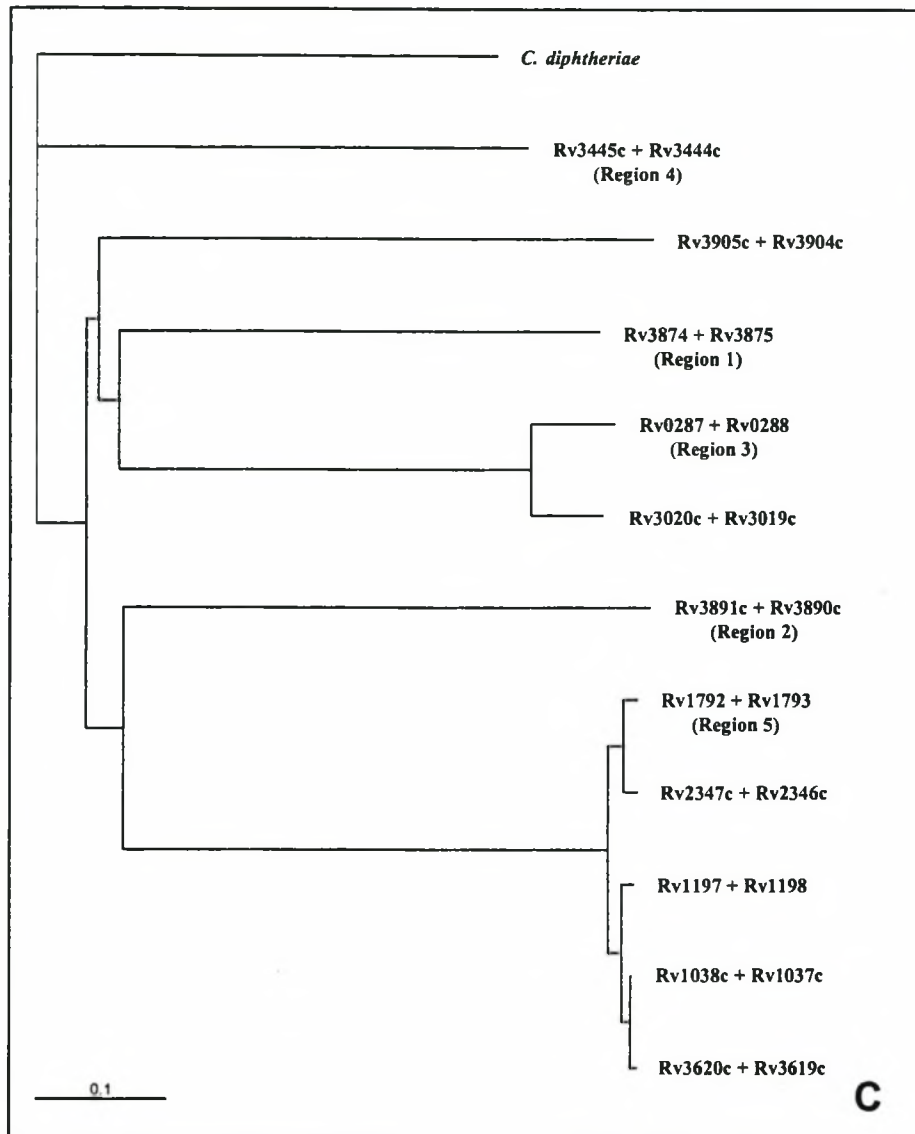 C. diphtheriae
Rv3445c + Rv3444c
(Region 4)
Rv3905c + Rv3904c
Rv3874 + Rv3875
(Region 1)
Rv0287 + Rv0288
(Region 3)
Rv3020c + Rv3019c
Rv3891c + Rv3890c
(Region 2)
Rv1792 + Rv1793
(Region 5)
Rv2347c + Rv2346c
Rv1197 + Rv1198
Rv1038c + Rv1037c
Rv3620c + Rv3619c
0.1
C